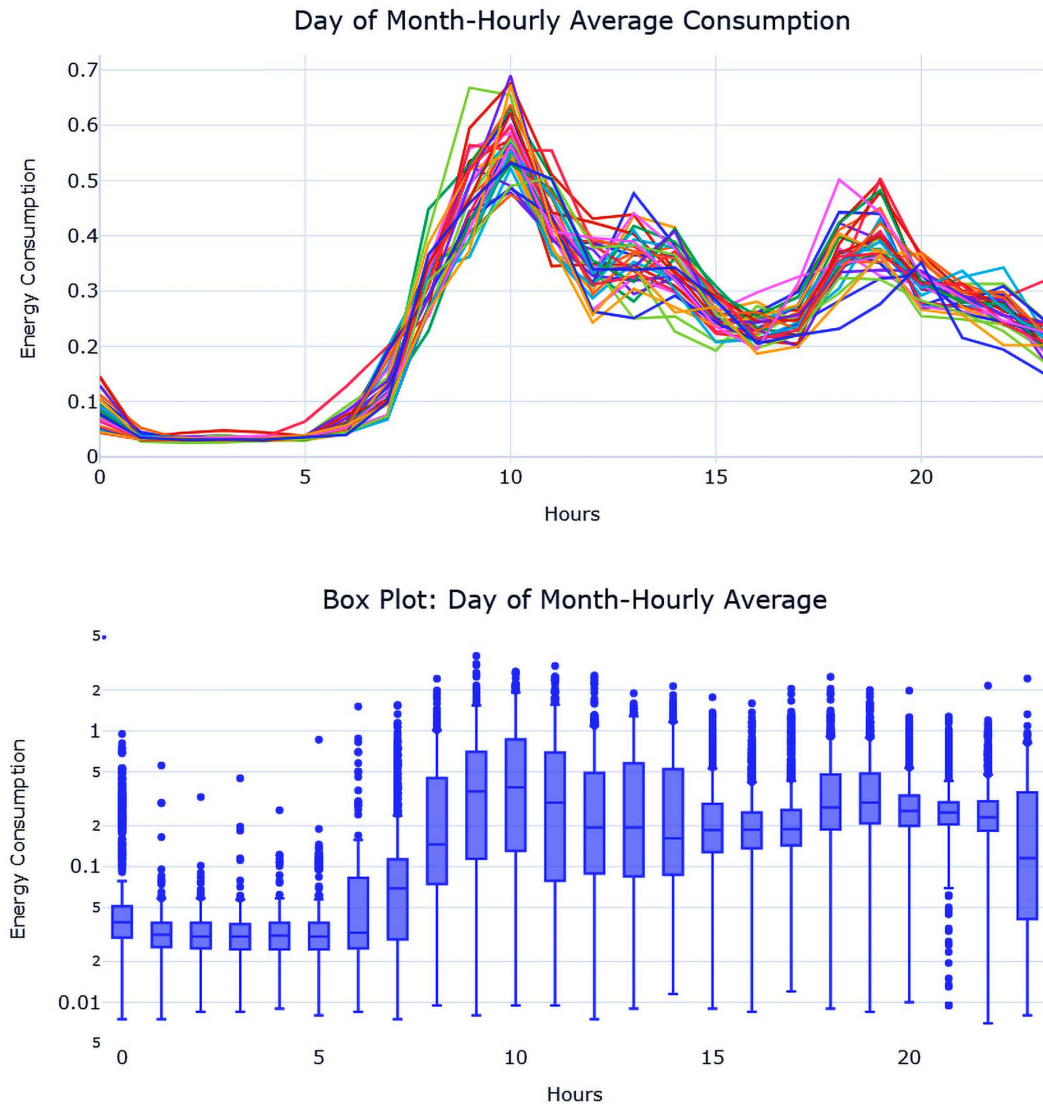 Day of Month-Hourly Average Consumption
0.7
0.6
0.5
0.4
0.3
0.2
0.1
0
Energy Consumption
0 5 10 15 20
Hours
Box Plot: Day of Month-Hourly Average
5
2
1
5
2
0.1
5
2
0.01
5
Energy Consumption
0 5 10 15 20
Hours